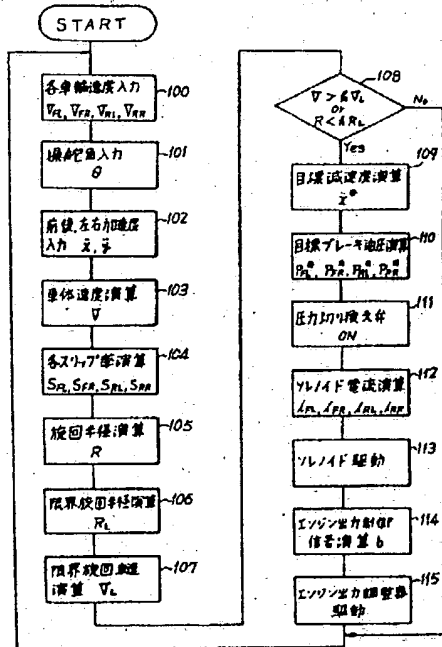 START
各車輪速度入力
V_FL, V_FR, V_RL, V_RR
100
操舵角入力
θ
101
前後,左右加速度
入力 ẍ, ÿ
102
車体速度演算
V
103
各スリップ率演算
S_FL, S_FR, S_RL, S_RR
104
旋回半径演算
R
105
限界旋回半径演算
R_L
106
限界旋回車速
演算 V_L
107
108
V > k V_L
or
R < k R_L
No
Yes
目標減速度演算
ẍ*
109
目標ブレーキ油圧演算
P_FL*, P_FR*, P_RL*, P_RR*
110
圧力切り換え弁
ON
111
ソレノイド電流演算
i_FL, i_FR, i_RL, i_RR
112
ソレノイド駆動
113
エンジン出力制御
信号演算 b
114
エンジン出力調整器
駆動
115